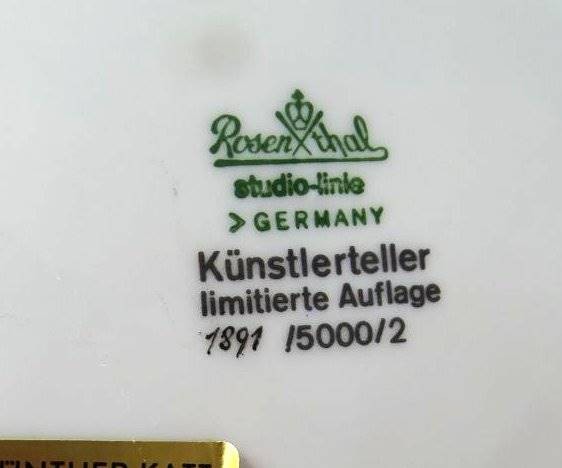 Rosenthal
studio-linie
> GERMANY
Künstlerteller
limitierte Auflage
1891 /5000/2